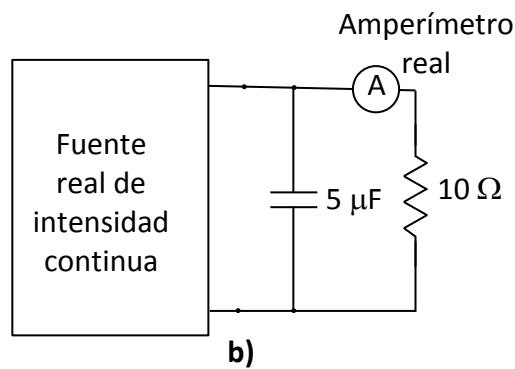 Amperímetro
real
A
Fuente
real de
intensidad
continua
5 μF
10 Ω
b)